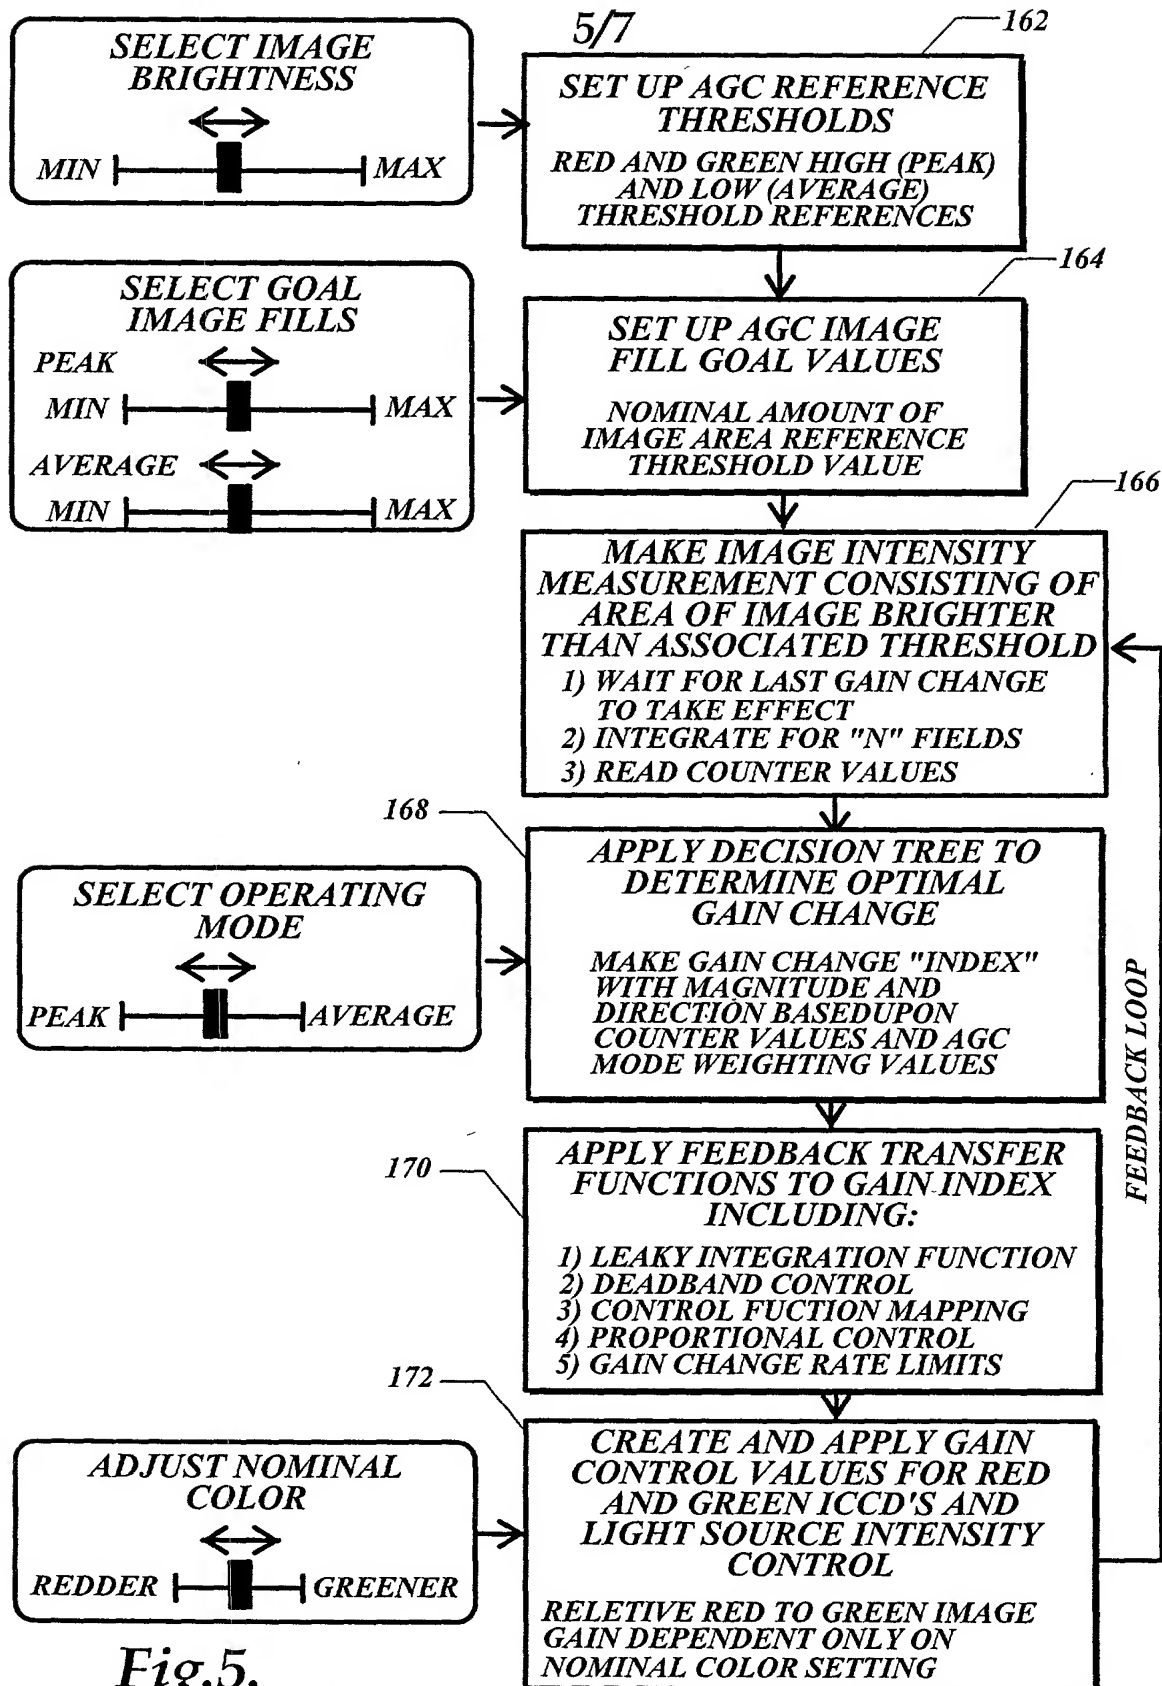 5/7
162
SELECT IMAGE
BRIGHTNESS
MIN
MAX
SET UP AGC REFERENCE
THRESHOLDS
RED AND GREEN HIGH (PEAK)
AND LOW (AVERAGE)
THRESHOLD REFERENCES
164
SELECT GOAL
IMAGE FILLS
PEAK
MIN
MAX
AVERAGE
MIN
MAX
SET UP AGC IMAGE
FILL GOAL VALUES
NOMINAL AMOUNT OF
IMAGE AREA REFERENCE
THRESHOLD VALUE
166
MAKE IMAGE INTENSITY
MEASUREMENT CONSISTING OF
AREA OF IMAGE BRIGHTER
THAN ASSOCIATED THRESHOLD
1) WAIT FOR LAST GAIN CHANGE
TO TAKE EFFECT
2) INTEGRATE FOR "N" FIELDS
3) READ COUNTER VALUES
168
SELECT OPERATING
MODE
PEAK
AVERAGE
APPLY DECISION TREE TO
DETERMINE OPTIMAL
GAIN CHANGE
MAKE GAIN CHANGE "INDEX"
WITH MAGNITUDE AND
DIRECTION BASED UPON
COUNTER VALUES AND AGC
MODE WEIGHTING VALUES
FEEDBACK LOOP
170
APPLY FEEDBACK TRANSFER
FUNCTIONS TO GAIN INDEX
INCLUDING:
1) LEAKY INTEGRATION FUNCTION
2) DEADBAND CONTROL
3) CONTROL FUCTION MAPPING
4) PROPORTIONAL CONTROL
5) GAIN CHANGE RATE LIMITS
172
ADJUST NOMINAL
COLOR
REDDER
GREENER
CREATE AND APPLY GAIN
CONTROL VALUES FOR RED
AND GREEN ICCD'S AND
LIGHT SOURCE INTENSITY
CONTROL
RELETIVE RED TO GREEN IMAGE
GAIN DEPENDENT ONLY ON
NOMINAL COLOR SETTING
Fig.5.